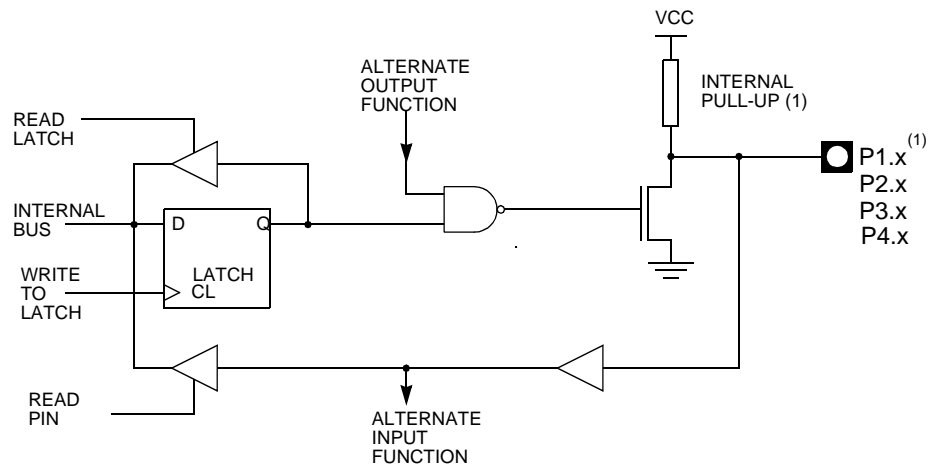 VCC
ALTERNATE
OUTPUT
FUNCTION
INTERNAL
PULL-UP (1)
READ
LATCH
P1.x (1)
P2.x
P3.x
P4.x
INTERNAL
BUS
D
Q
LATCH
CL
WRITE
TO
LATCH
READ
PIN
ALTERNATE
INPUT
FUNCTION